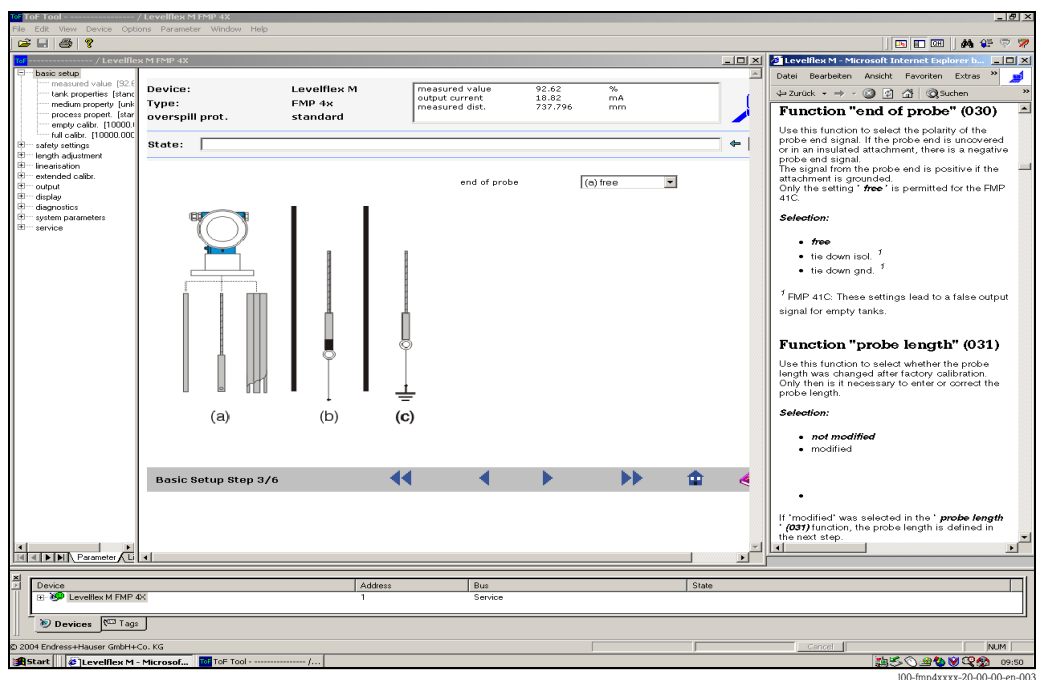 ToF Tool - ----------------- / Levelflex M FMP 4X
File Edit View Device Options Parameter Window Help
----------------- / Levelflex M FMP 4X
basic setup
measured value [92.6
tank properties [stand
medium property [unk
process propert. [star
empty calibr. [10000.0
full calibr. [10000.000
safety settings
length adjustment
linearisation
extended calibr.
output
display
diagnostics
system parameters
service
Parameter
Device: Levelflex M
Type: FMP 4x
overspill prot. standard
measured value 92.62 %
output current 18.82 mA
measured dist. 737.796 mm
State:
end of probe (a) free
(a) (b) (c)
Basic Setup Step 3/6
Levelflex M - Microsoft Internet Explorer b...
Datei Bearbeiten Ansicht Favoriten Extras »
Zurück Suchen »
Function "end of probe" (030)
Use this function to select the polarity of the
probe end signal. If the probe end is uncovered
or in an insulated attachment, there is a negative
probe end signal.
The signal from the probe end is positive if the
attachment is grounded.
Only the setting " free " is permitted for the FMP
41C.
Selection:
• free
• tie down isol. 1
• tie down gnd. 1
1 FMP 41C: These settings lead to a false output
signal for empty tanks.
Function "probe length" (031)
Use this function to select whether the probe
length was changed after factory calibration.
Only then is it necessary to enter or correct the
probe length.
Selection:
• not modified
• modified
•
If "modified" was selected in the " probe length
" (031) function, the probe length is defined in
the next step.
Device Address Bus State
Levelflex M FMP 4X 1 Service
Devices Tags
© 2004 Endress+Hauser GmbH+Co. KG Cancel NUM
Start Levelflex M - Microsof... ToF Tool - ----------------- /... 09:50
l00-fmp4xxxx-20-00-00-en-003